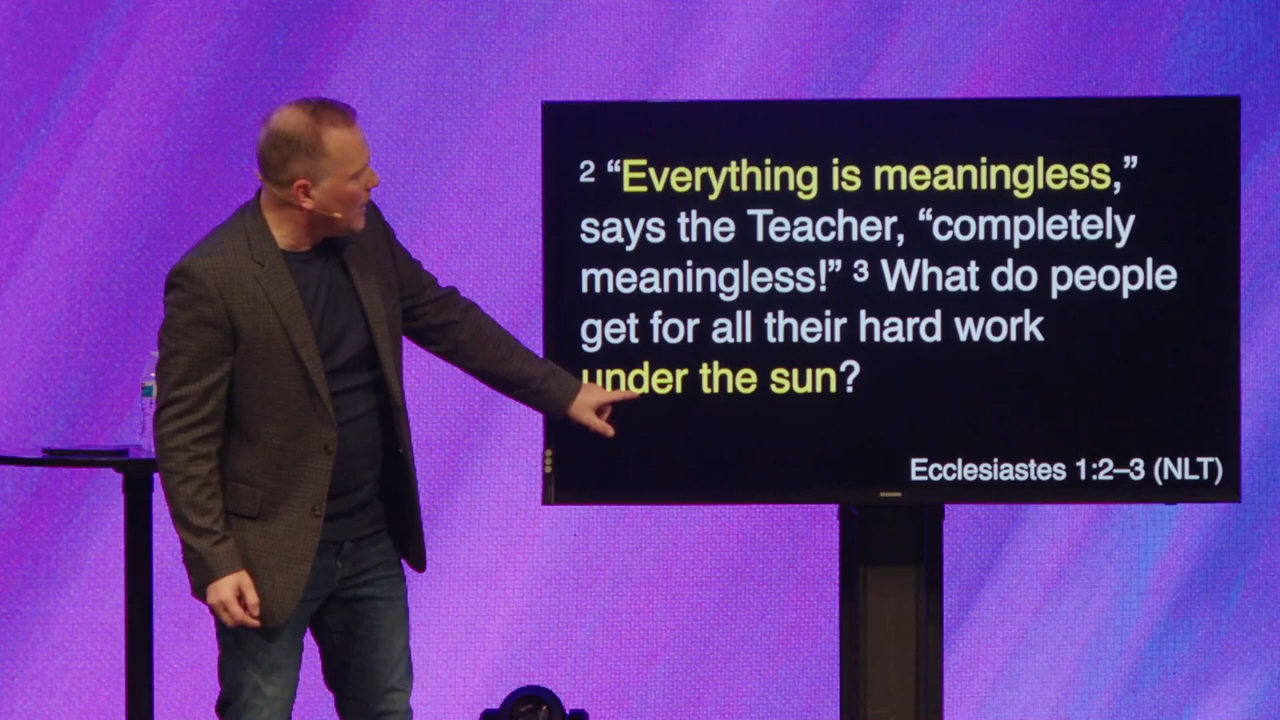 2 “Everything is meaningless,”
says the Teacher, “completely
meaningless!” 3 What do people
get for all their hard work
under the sun?
Ecclesiastes 1:2–3 (NLT)